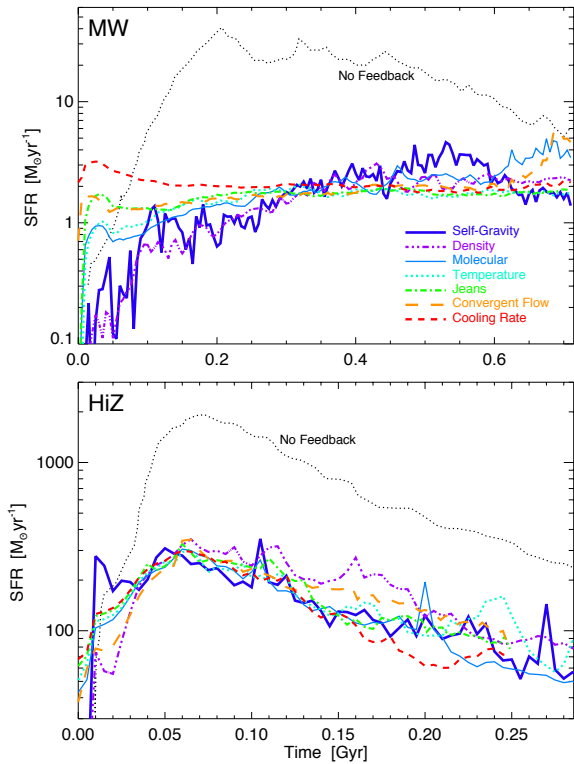 MW
No Feedback
10
1
0.1
SFR [M⊙yr⁻¹]
Self-Gravity
Density
Molecular
Temperature
Jeans
Convergent Flow
Cooling Rate
0.0 0.2 0.4 0.6
HiZ
No Feedback
1000
100
SFR [M⊙yr⁻¹]
0.00 0.05 0.10 0.15 0.20 0.25
Time [Gyr]